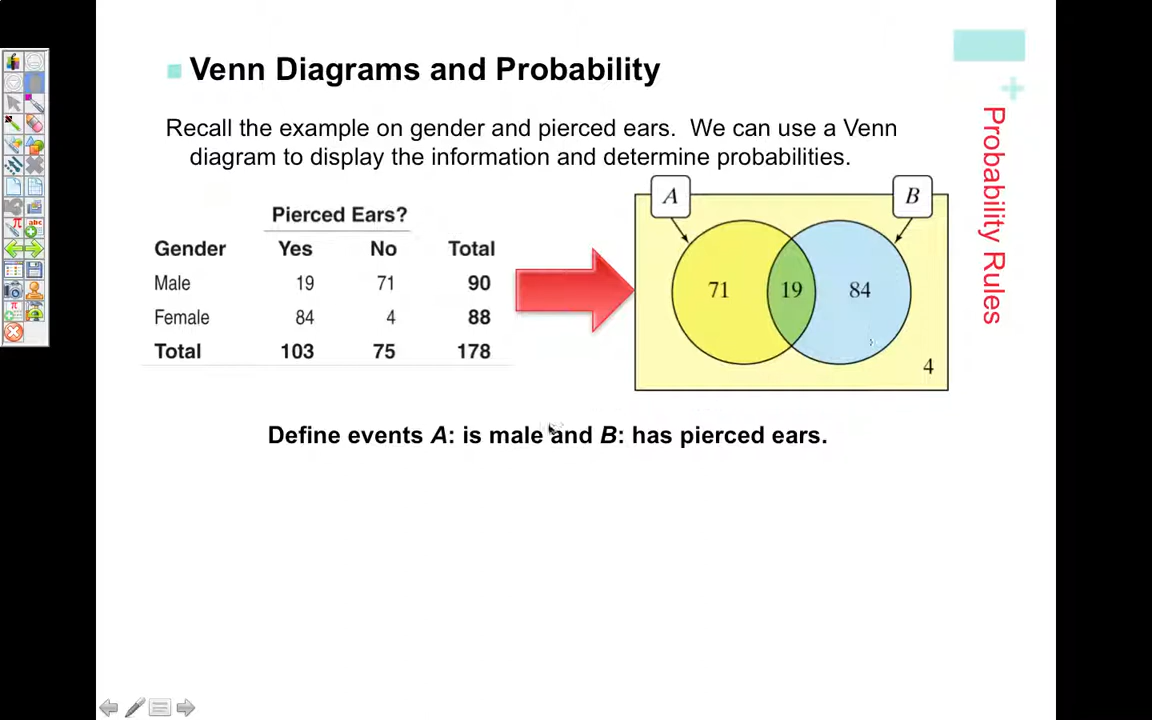 Venn Diagrams and Probability
Recall the example on gender and pierced ears. We can use a Venn
diagram to display the information and determine probabilities.
Pierced Ears?
Gender Yes No Total
Male 19 71 90
Female 84 4 88
Total 103 75 178
A B
71 19 84
4
Define events A: is male and B: has pierced ears.
Probability Rules